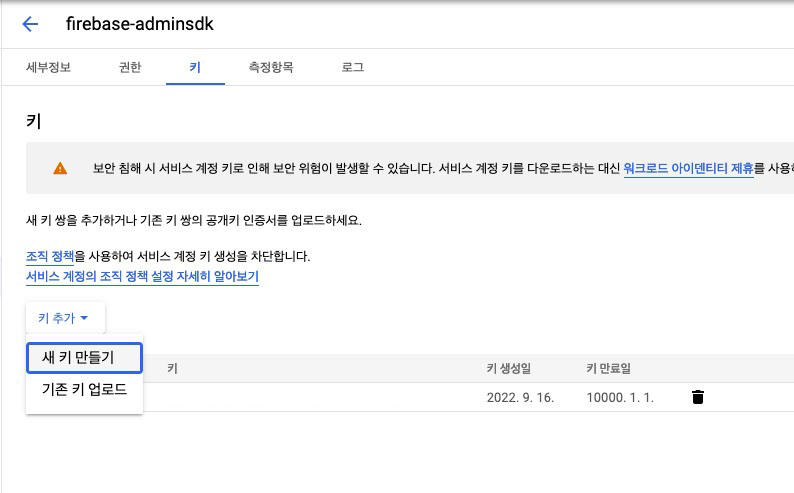 firebase-adminsdk
세부정보 권한 키 측정항목 로그
키
보안 침해 시 서비스 계정 키로 인해 보안 위험이 발생할 수 있습니다. 서비스 계정 키를 다운로드하는 대신 워크로드 아이덴티티 제휴를 사용하
새 키 쌍을 추가하거나 기존 키 쌍의 공개키 인증서를 업로드하세요.
조직 정책을 사용하여 서비스 계정 키 생성을 차단합니다.
서비스 계정의 조직 정책 설정 자세히 알아보기
키 추가
새 키 만들기
기존 키 업로드
키 키 생성일 키 만료일
2022. 9. 16. 10000. 1. 1.